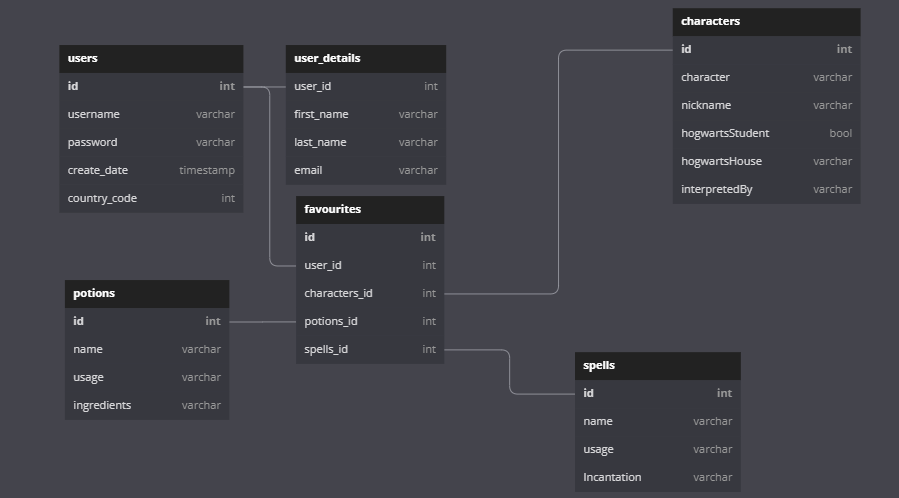 users
id int
username varchar
password varchar
create_date timestamp
country_code int
user_details
user_id int
first_name varchar
last_name varchar
email varchar
favourites
id int
user_id int
characters_id int
potions_id int
spells_id int
potions
id int
name varchar
usage varchar
ingredients varchar
characters
id int
character varchar
nickname varchar
hogwartsStudent bool
hogwartsHouse varchar
interpretedBy varchar
spells
id int
name varchar
usage varchar
Incantation varchar